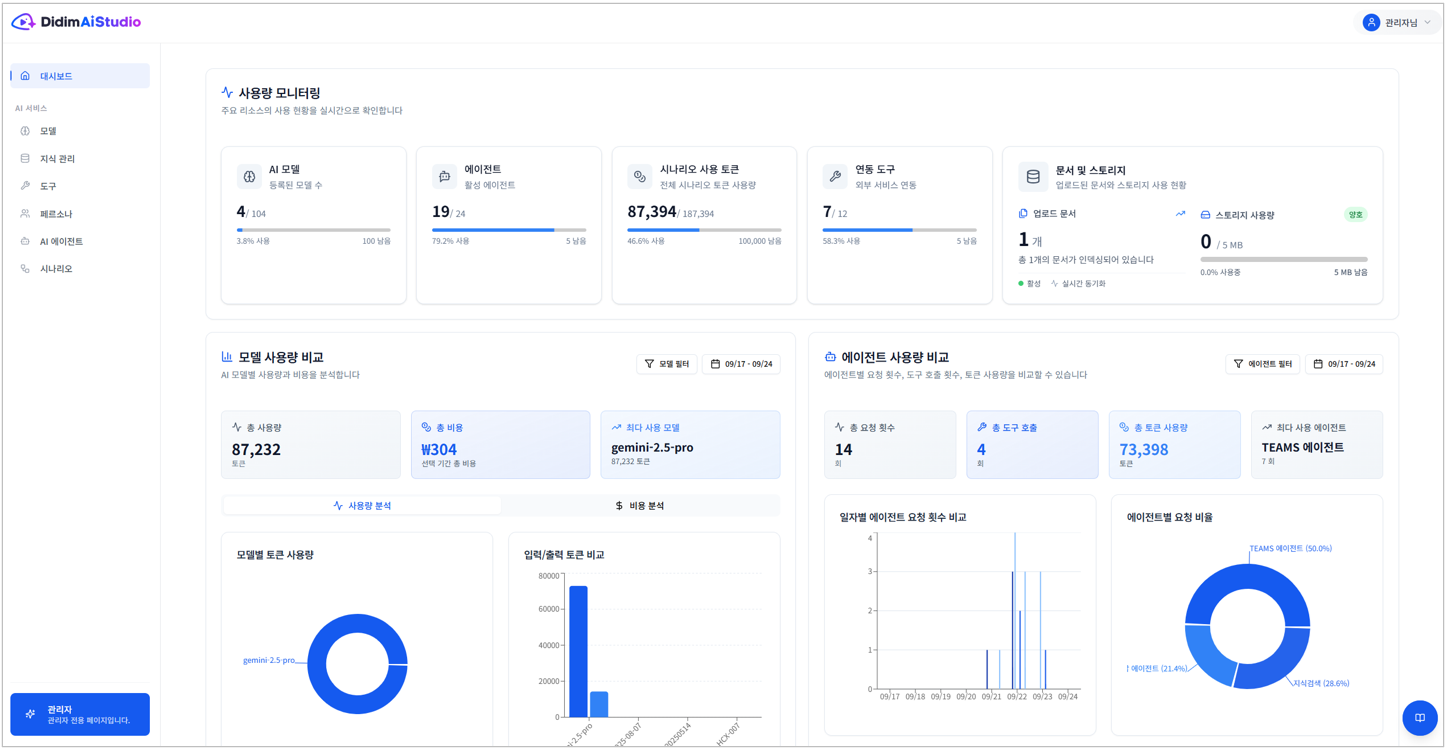 DidimAiStudio
관리자님
대시보드
AI 서비스
모델
지식 관리
도구
페르소나
AI 에이전트
시나리오
관리자
관리자 전용 페이지입니다.
사용량 모니터링
주요 리소스의 사용 현황을 실시간으로 확인합니다
AI 모델
등록된 모델 수
4/ 104
3.8% 사용 100 남음
에이전트
활성 에이전트
19/ 24
79.2% 사용 5 남음
시나리오 사용 토큰
전체 시나리오 토큰 사용량
87,394/ 187,394
46.6% 사용 100,000 남음
연동 도구
외부 서비스 연동
7/ 12
58.3% 사용 5 남음
문서 및 스토리지
업로드된 문서와 스토리지 사용 현황
업로드 문서
1 개
총 1개의 문서가 인덱싱되어 있습니다
활성 실시간 동기화
스토리지 사용량 양호
0 / 5 MB
0.0% 사용중 5 MB 남음
모델 사용량 비교
AI 모델별 사용량과 비용을 분석합니다
모델 필터 09/17 - 09/24
총 사용량
87,232
토큰
총 비용
₩304
선택 기간 총 비용
최다 사용 모델
gemini-2.5-pro
87,232 토큰
사용량 분석 비용 분석
모델별 토큰 사용량
gemini-2.5-pro
입력/출력 토큰 비교
80000
60000
40000
20000
0
ni-2.5-pro 25-08-07 20250514 HCX-007
에이전트 사용량 비교
에이전트별 요청 횟수, 도구 호출 횟수, 토큰 사용량을 비교할 수 있습니다
에이전트 필터 09/17 - 09/24
총 요청 횟수
14
회
총 도구 호출
4
회
총 토큰 사용량
73,398
토큰
최다 사용 에이전트
TEAMS 에이전트
7 회
일자별 에이전트 요청 횟수 비교
4
3
2
1
0
09/17 09/18 09/19 09/20 09/21 09/22 09/23 09/24
에이전트별 요청 비율
TEAMS 에이전트 (50.0%)
에이전트 (21.4%)
지식검색 (28.6%)